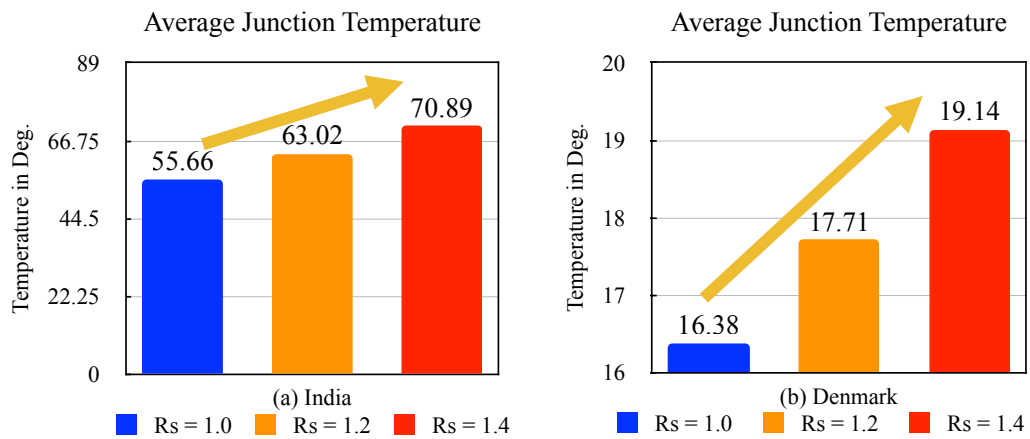 Average Junction Temperature
Temperature in Deg.
89
66.75
44.5
22.25
0
55.66
63.02
70.89
(a) India
Rs = 1.0 Rs = 1.2 Rs = 1.4
Average Junction Temperature
Temperature in Deg.
20
19
18
17
16
16.38
17.71
19.14
(b) Denmark
Rs = 1.0 Rs = 1.2 Rs = 1.4